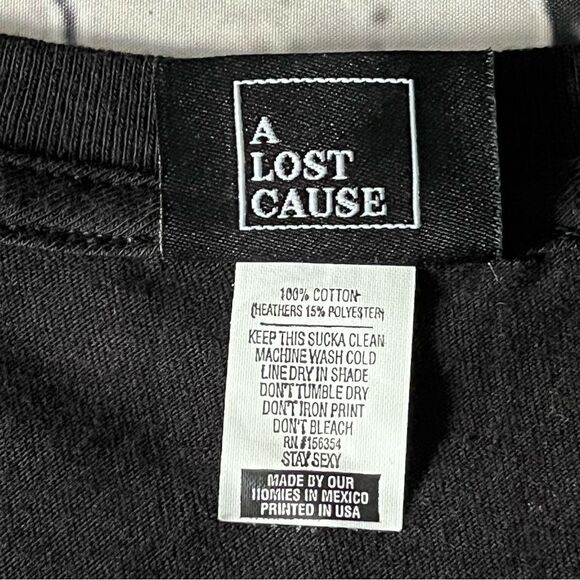 A
LOST
CAUSE
100% COTTON
(HEATHERS 15% POLYESTER)
KEEP THIS SUCKA CLEAN
MACHINE WASH COLD
LINE DRY IN SHADE
DON'T TUMBLE DRY
DON'T IRON PRINT
DON'T BLEACH
RN #156354
STAY SEXY
MADE BY OUR
HOMIES IN MEXICO
PRINTED IN USA